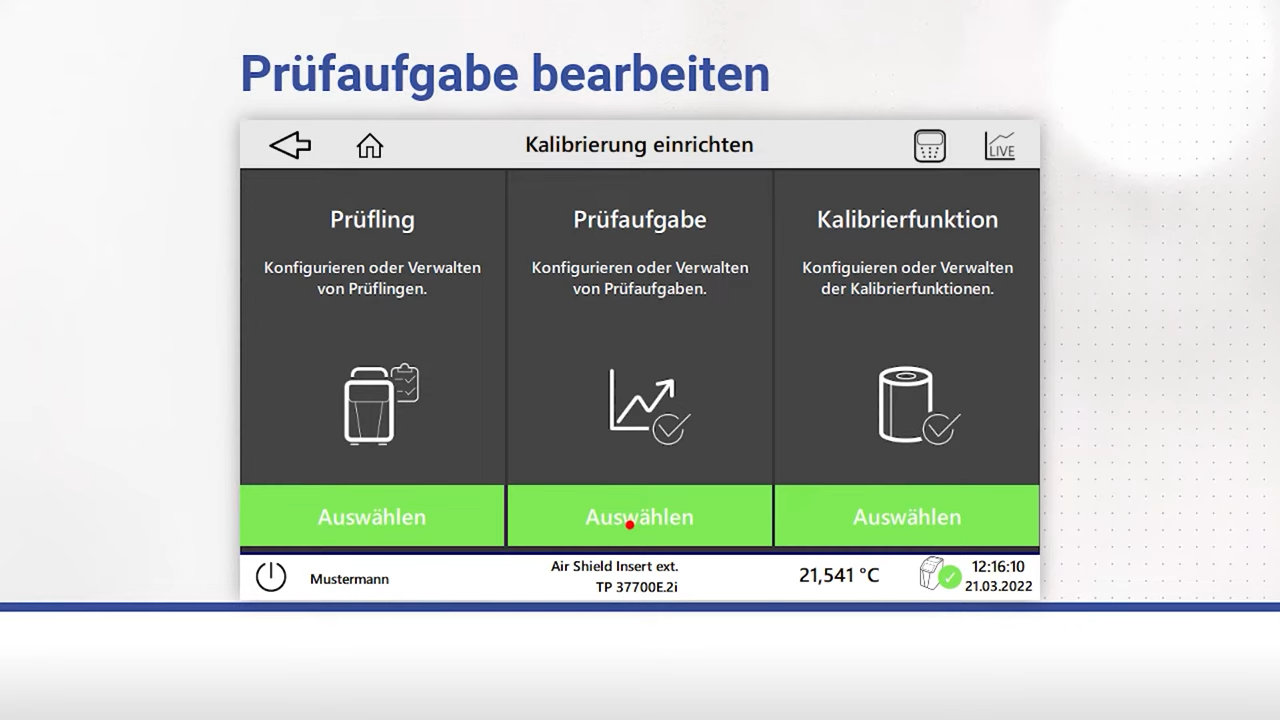 Prüfaufgabe bearbeiten
Kalibrierung einrichten
LIVE
Prüfling
Konfigurieren oder Verwalten
von Prüflingen.
Auswählen
Prüfaufgabe
Konfigurieren oder Verwalten
von Prüfaufgaben.
Auswählen
Kalibrierfunktion
Konfiguieren oder Verwalten
der Kalibrierfunktionen.
Auswählen
Mustermann
Air Shield Insert ext.
TP 37700E.2i
21,541 °C
12:16:10
21.03.2022